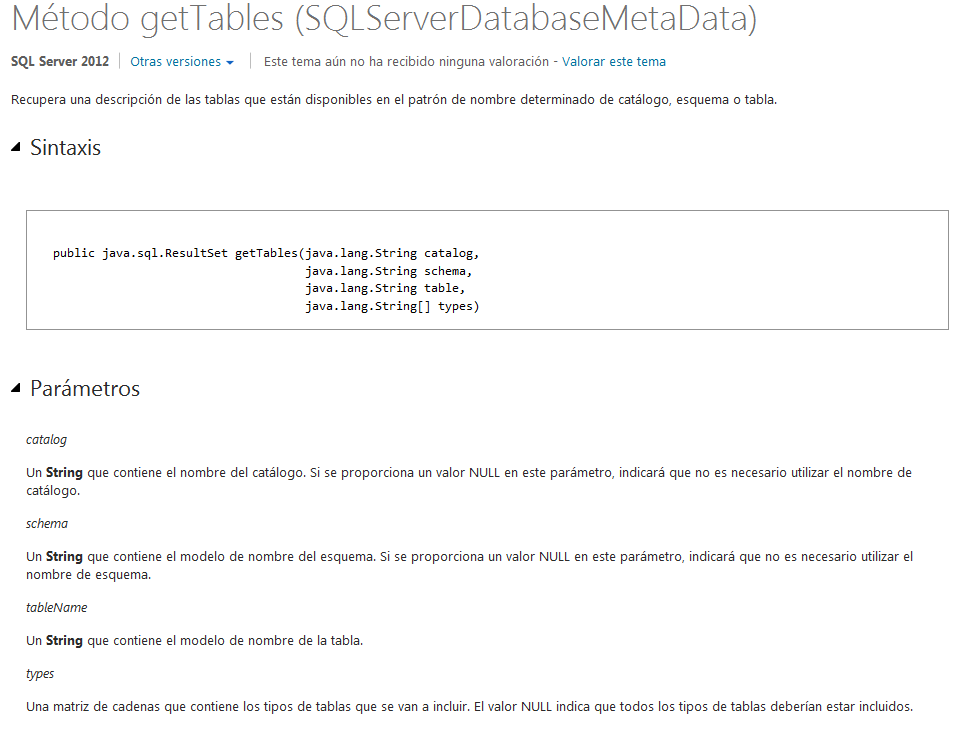 Método getTables (SQLServerDatabaseMetaData)
SQL Server 2012 Otras versiones Este tema aún no ha recibido ninguna valoración - Valorar este tema
Recupera una descripción de las tablas que están disponibles en el patrón de nombre determinado de catálogo, esquema o tabla.
Sintaxis
public java.sql.ResultSet getTables(java.lang.String catalog,
java.lang.String schema,
java.lang.String table,
java.lang.String[] types)
Parámetros
catalog
Un String que contiene el nombre del catálogo. Si se proporciona un valor NULL en este parámetro, indicará que no es necesario utilizar el nombre de
catálogo.
schema
Un String que contiene el modelo de nombre del esquema. Si se proporciona un valor NULL en este parámetro, indicará que no es necesario utilizar el
nombre de esquema.
tableName
Un String que contiene el modelo de nombre de la tabla.
types
Una matriz de cadenas que contiene los tipos de tablas que se van a incluir. El valor NULL indica que todos los tipos de tablas deberían estar incluidos.